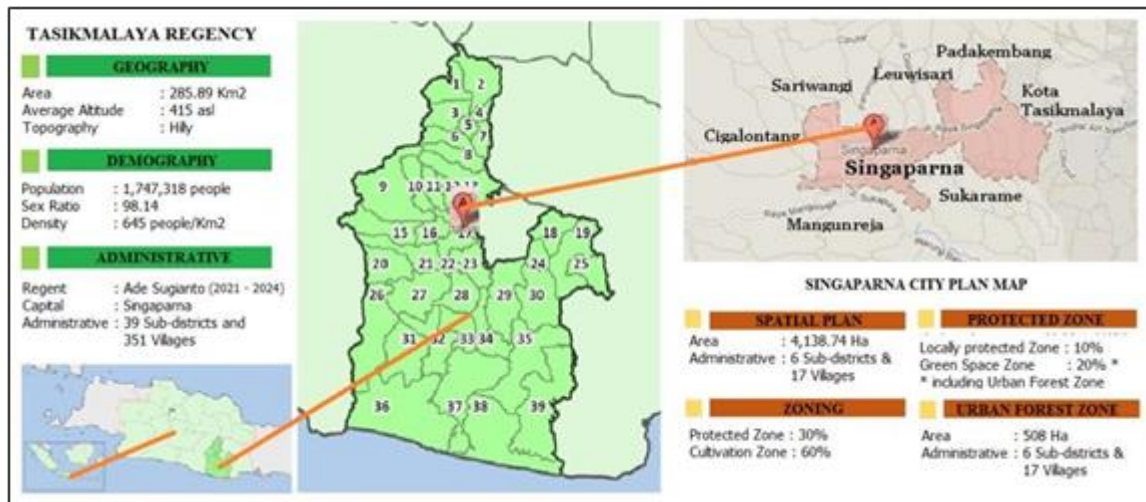 TASIKMALAYA REGENCY
GEOGRAPHY
Area : 285.89 Km2
Average Altitude : 415 asl
Topography : Hilly
DEMOGRAPHY
Population : 1,747,318 people
Sex Ratio : 98.14
Density : 645 people/Km2
ADMINISTRATIVE
Regent : Ade Sugianto (2021 - 2024)
Capital : Singaparna
Administrative : 39 Sub-districts and
351 Villages
1 2
3 4
5
6 7
8
9 10 11
15 16 17 18 19
20 21 22 23 24 25
26 27 28 29 30
31 32 33 34 35
36 37 38 39
A
Padakembang
Leuwisari
Sariwangi
Kota
Tasikmalaya
Cigalontang
A
Singaparna
Singaparna
Sukarame
Mangunreja
SINGAPARNA CITY PLAN MAP
SPATIAL PLAN
Area : 4,138.74 Ha
Administrative : 6 Sub-districts &
17 Villages
PROTECTED ZONE
Locally protected Zone : 10%
Green Space Zone : 20% *
* including Urban Forest Zone
ZONING
Protected Zone : 30%
Cultivation Zone : 60%
URBAN FOREST ZONE
Area : 508 Ha
Administrative : 6 Sub-districts &
17 Villages